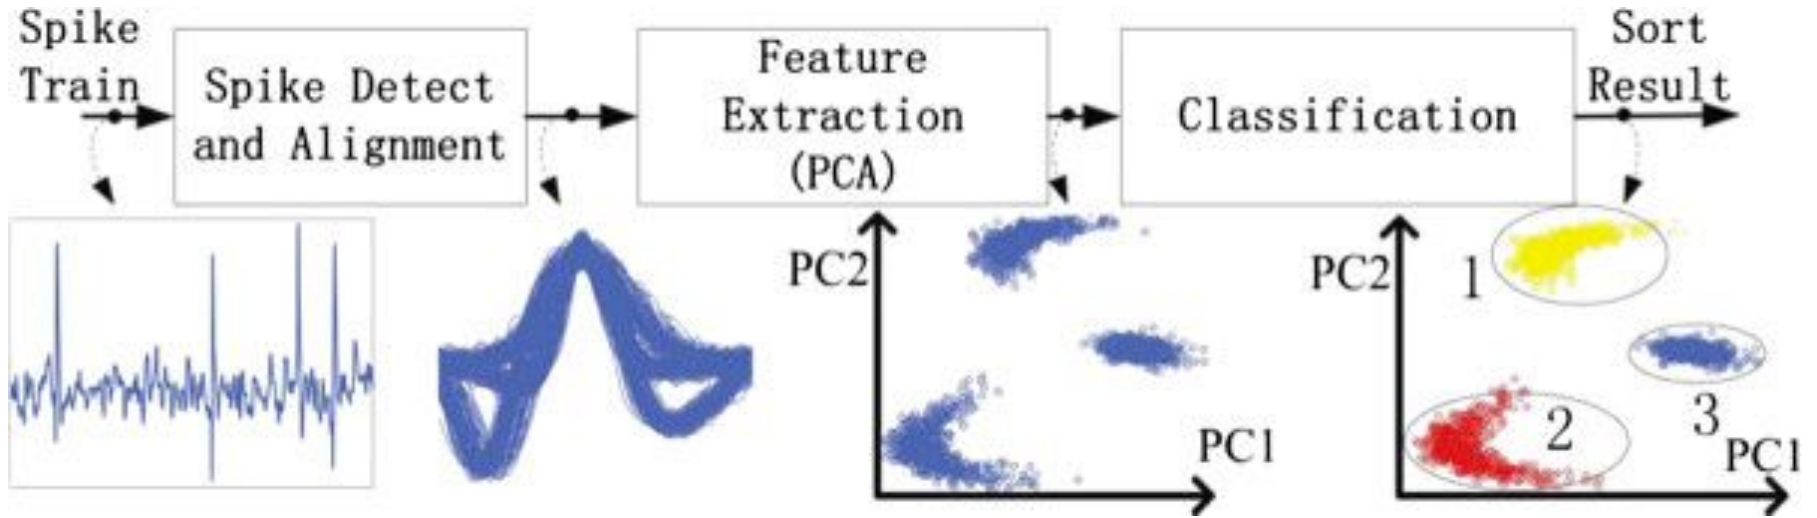 Spike
Train
Spike Detect
and Alignment
Feature
Extraction
(PCA)
Classification
Sort
Result
PC2
PC1
PC2
1
2
3
PC1